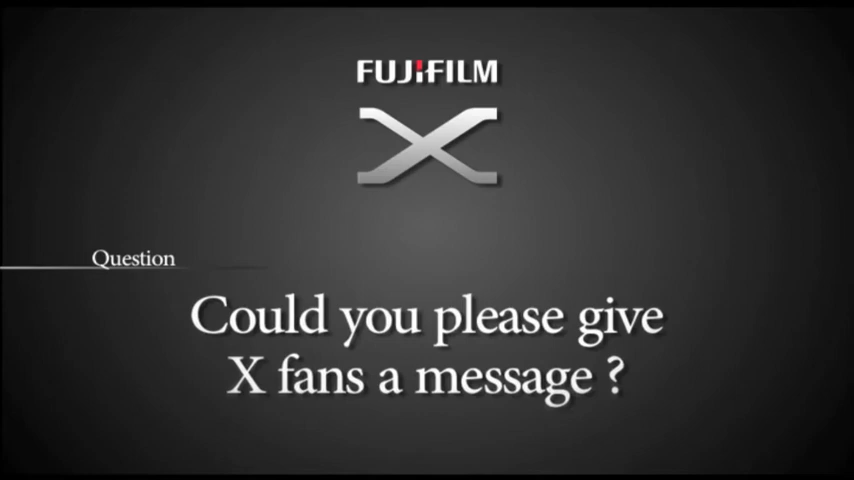 FUJIFILM
X
Question
Could you please give
X fans a message ?